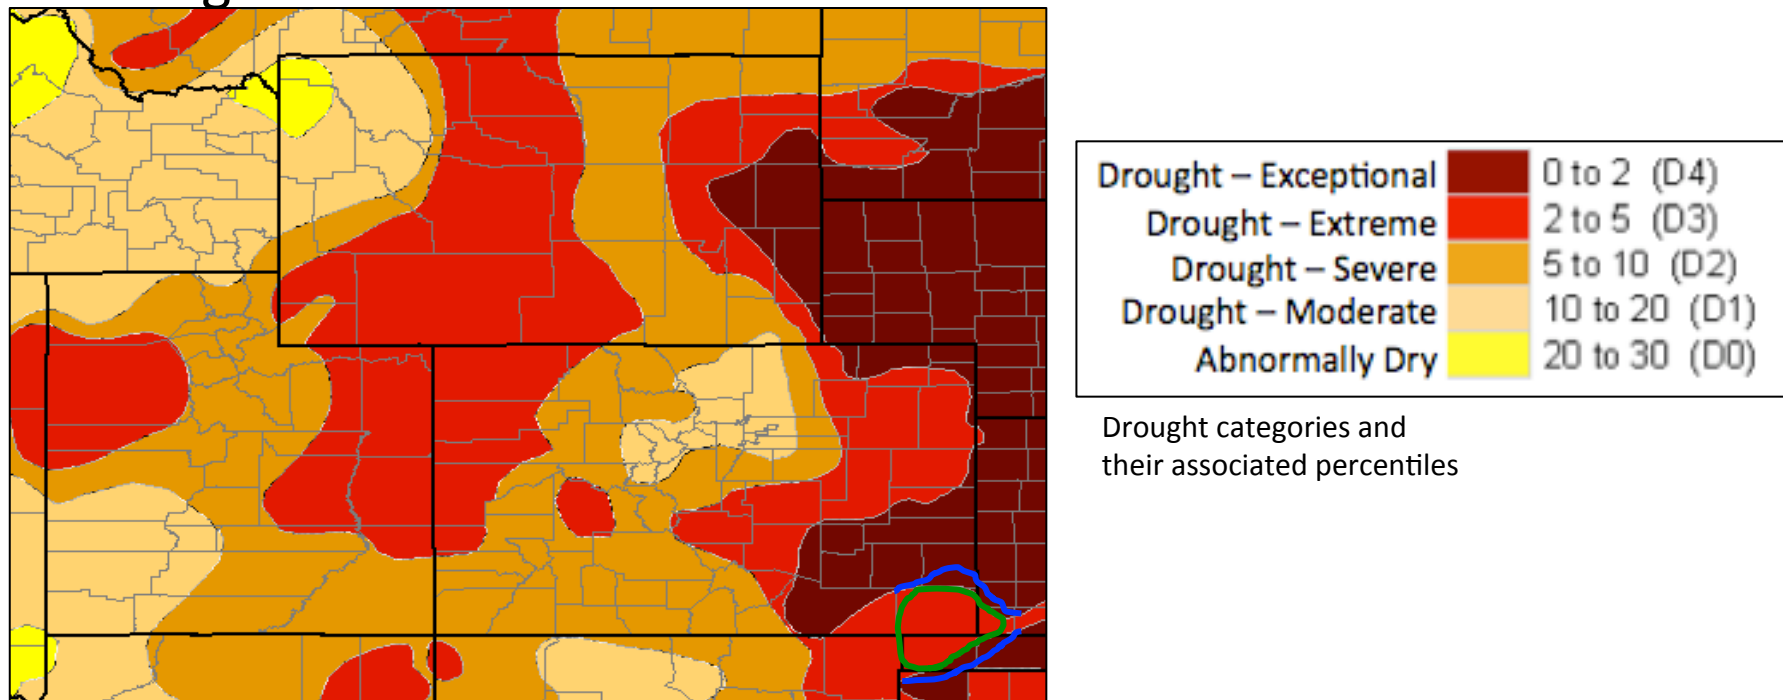 Drought – Exceptional 0 to 2 (D4)
Drought – Extreme 2 to 5 (D3)
Drought – Severe 5 to 10 (D2)
Drought – Moderate 10 to 20 (D1)
Abnormally Dry 20 to 30 (D0)
Drought categories and
their associated percentiles